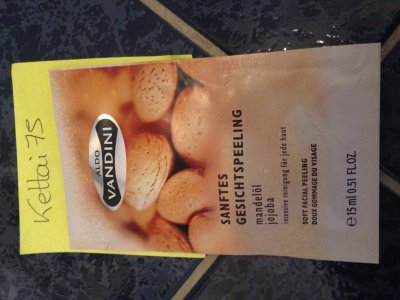 Kettai 75
ALDO
VANDINI
SANFTES
GESICHTSPEELING
mandelöl
jojoba
intensive reinigung für jede haut
SOFT FACIAL PEELING
DOUX GOMMAGE DU VISAGE
℮ 15 ml 0.51 FL.OZ.